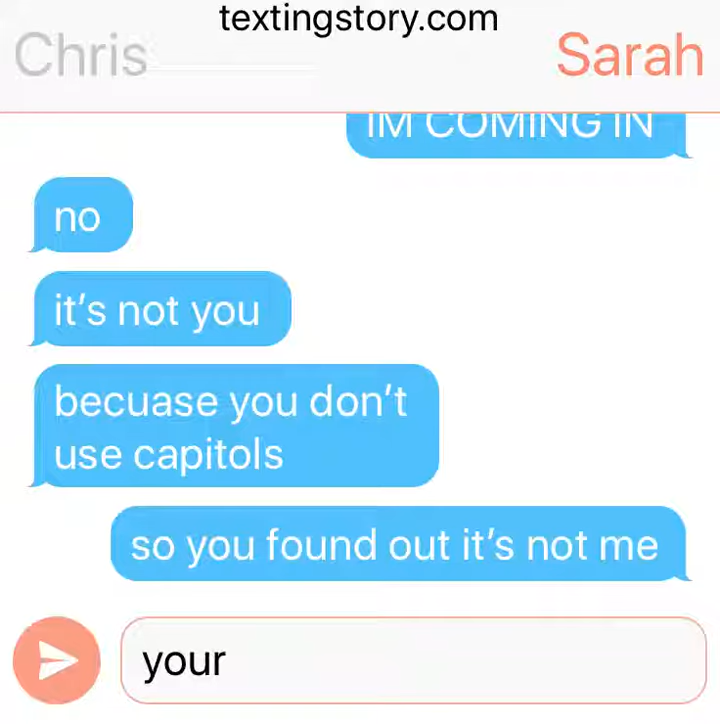 textingstory.com
Chris
Sarah
IM COMING IN
no
it's not you
becuase you don't
use capitols
so you found out it's not me
your